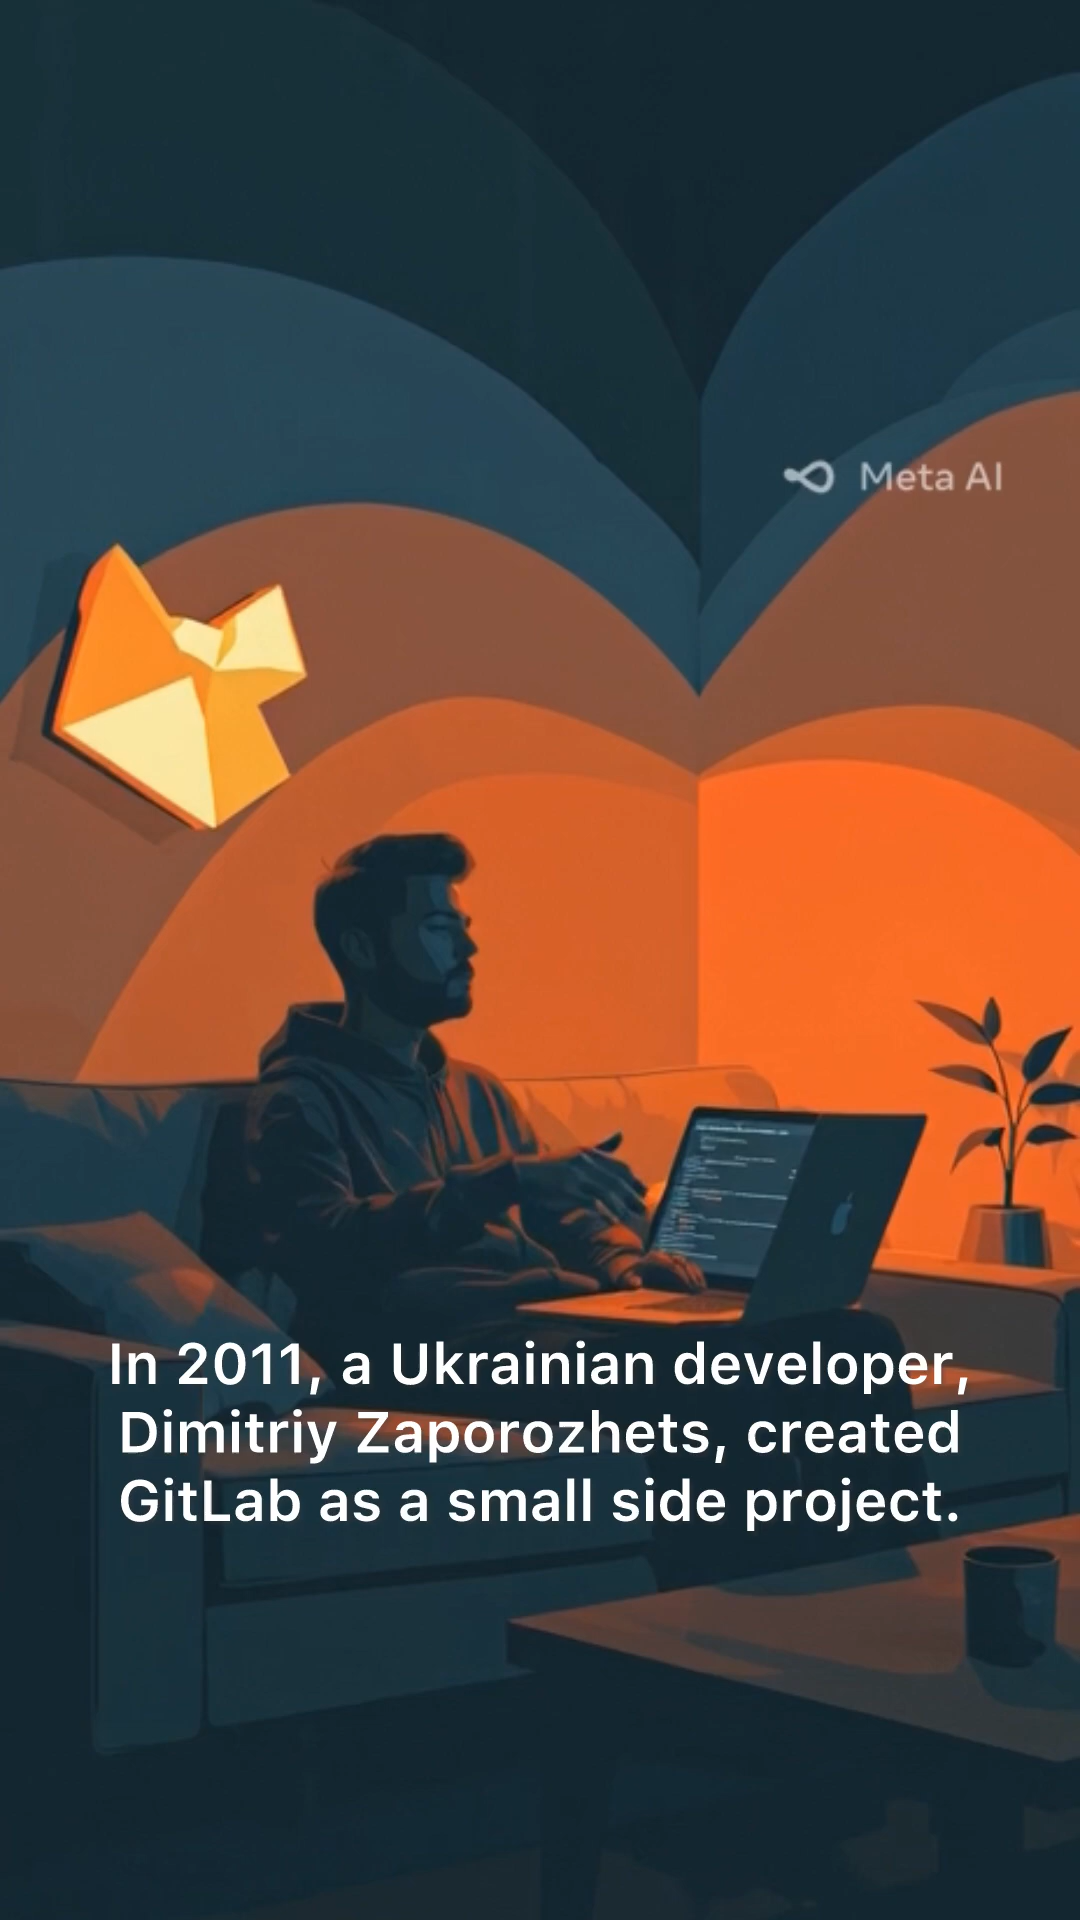 Meta AI
In 2011, a Ukrainian developer,
Dimitriy Zaporozhets, created
GitLab as a small side project.